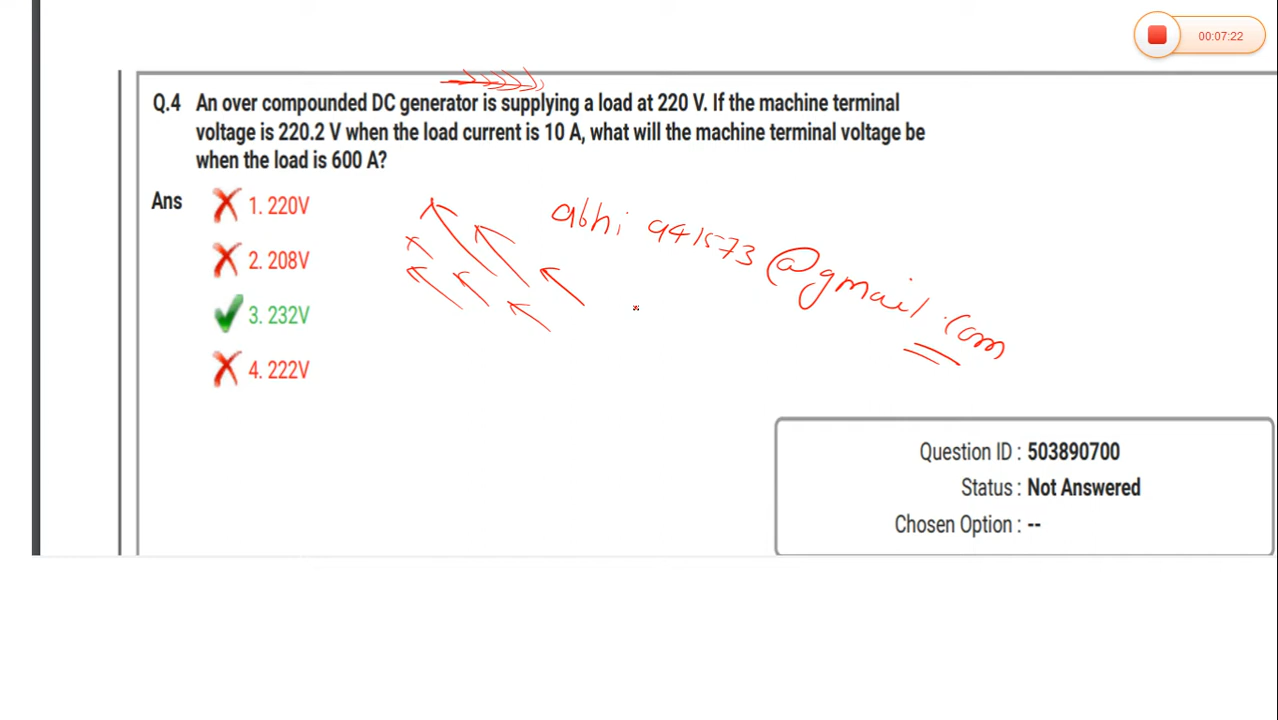 00:07:22
Q.4 An over compounded DC generator is supplying a load at 220 V. If the machine terminal
voltage is 220.2 V when the load current is 10 A, what will the machine terminal voltage be
when the load is 600 A?
Ans 1. 220V
2. 208V
3. 232V
4. 222V
abhi 941573@gmail.com
Question ID : 503890700
Status : Not Answered
Chosen Option : --